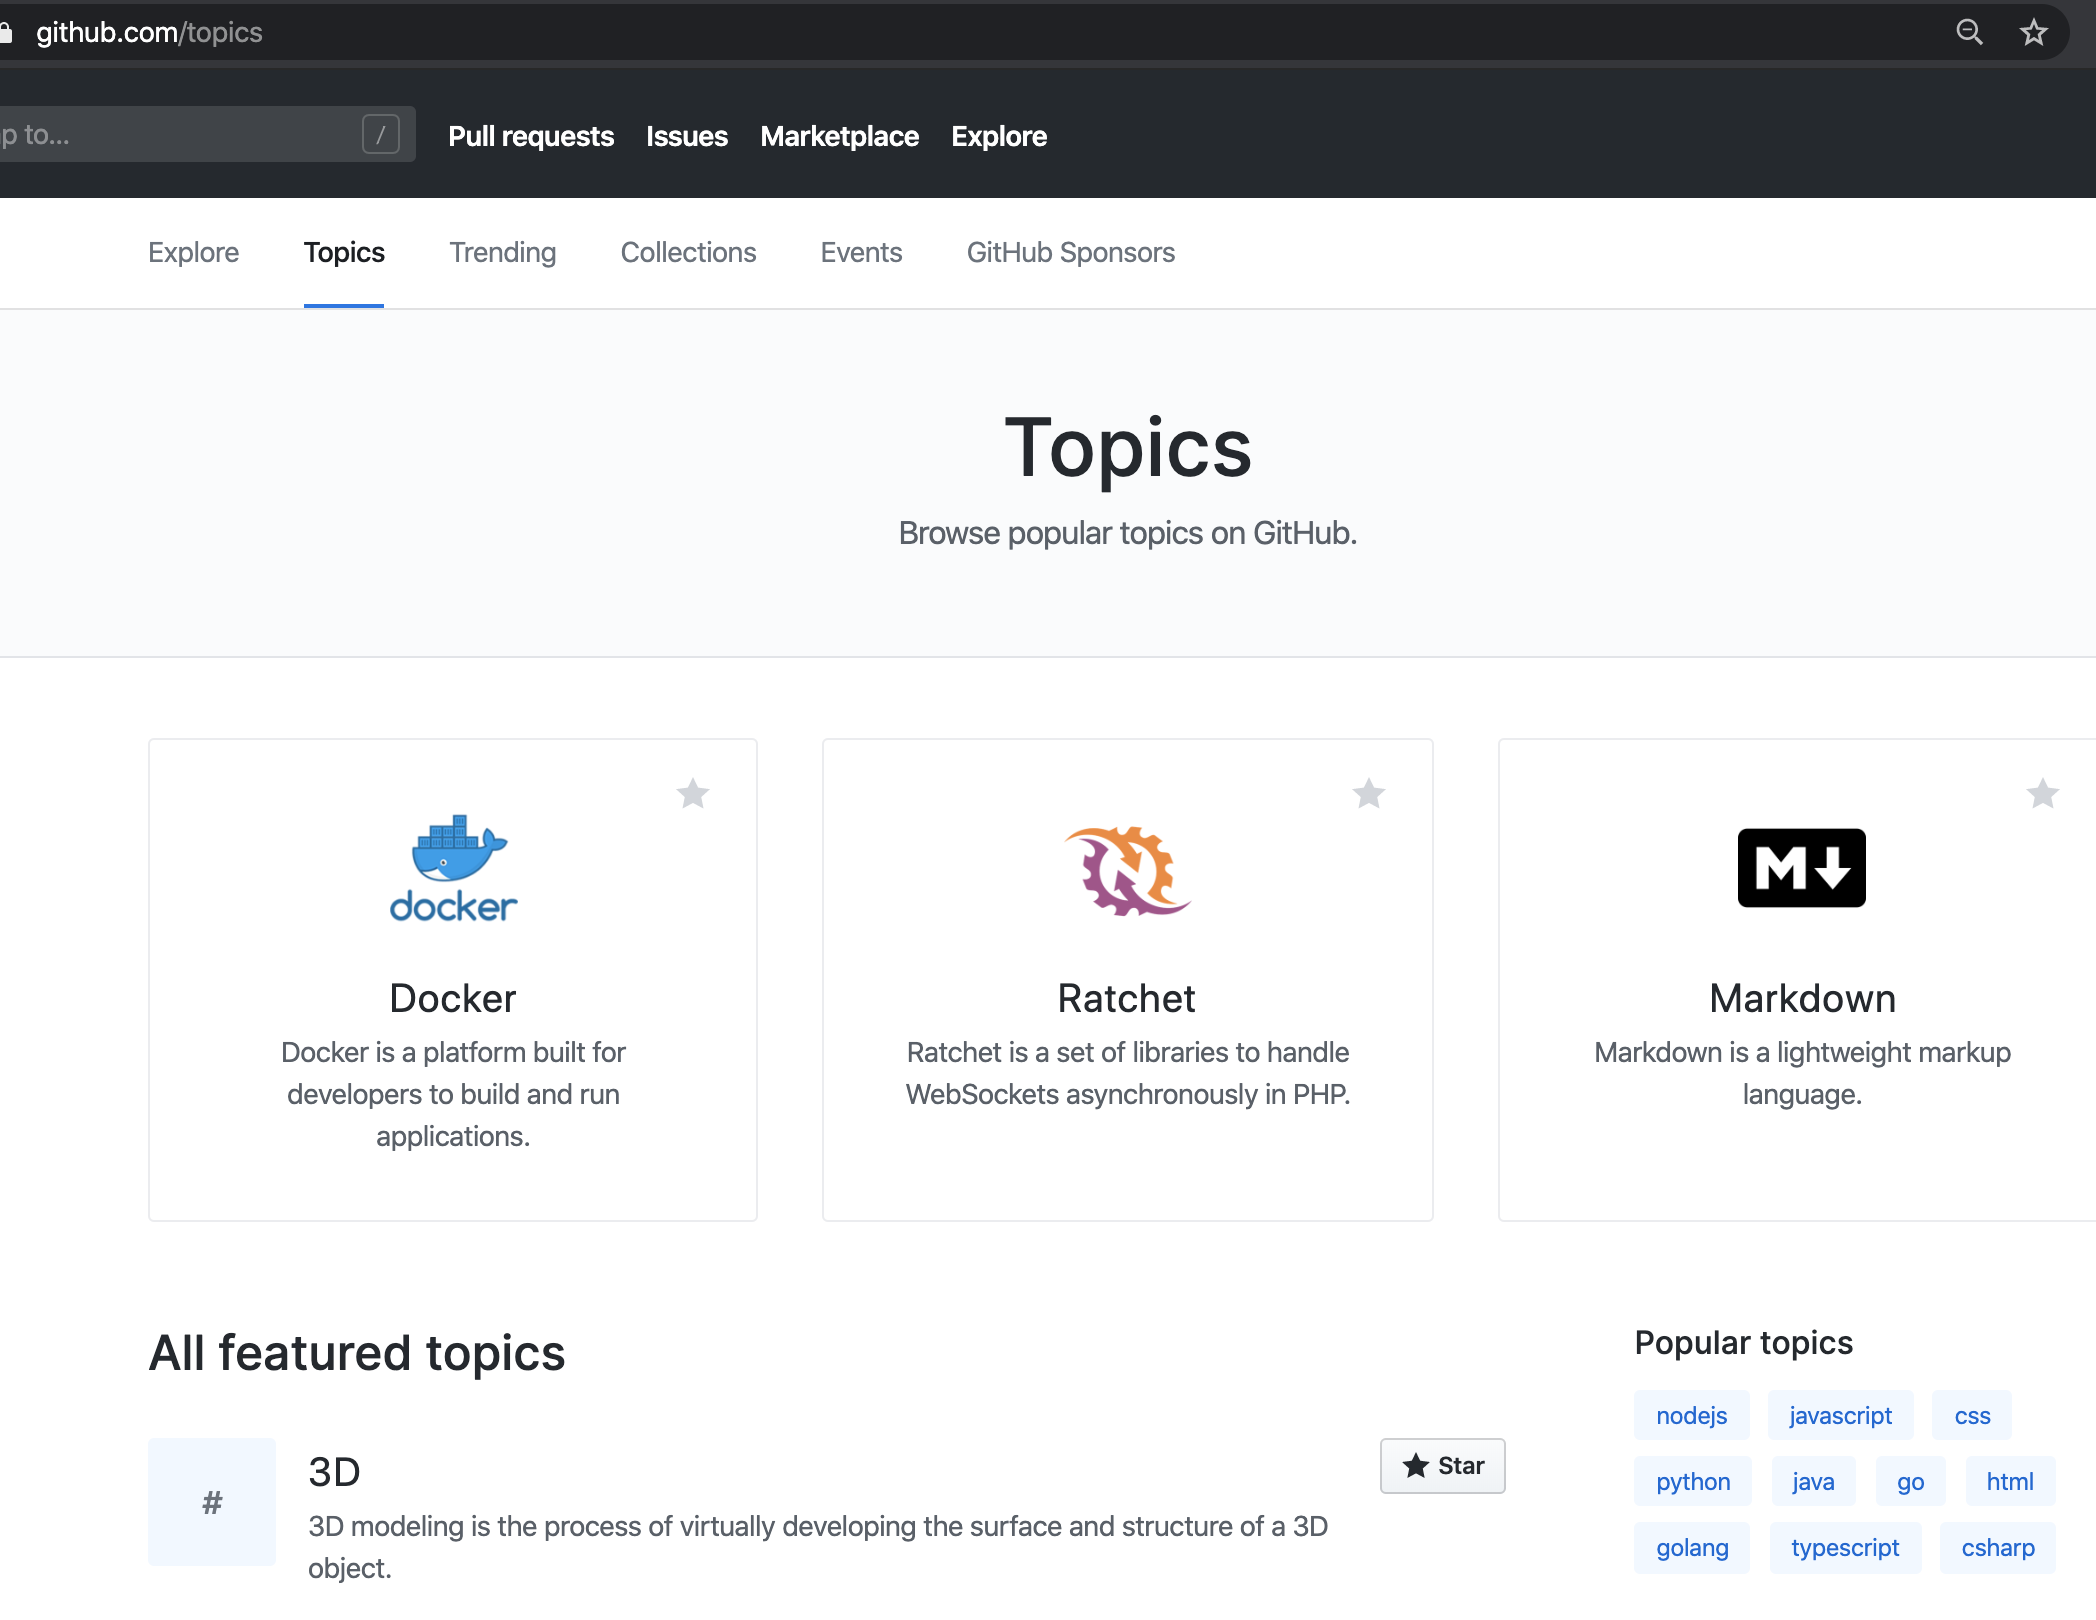 github.com/topics
p to...
/
Pull requests Issues Marketplace Explore
Explore Topics Trending Collections Events GitHub Sponsors
Topics
Browse popular topics on GitHub.
docker
Docker
Docker is a platform built for
developers to build and run
applications.
Ratchet
Ratchet is a set of libraries to handle
WebSockets asynchronously in PHP.
M
Markdown
Markdown is a lightweight markup
language.
All featured topics
#
3D
3D modeling is the process of virtually developing the surface and structure of a 3D
object.
Star
Popular topics
nodejs javascript css
python java go html
golang typescript csharp